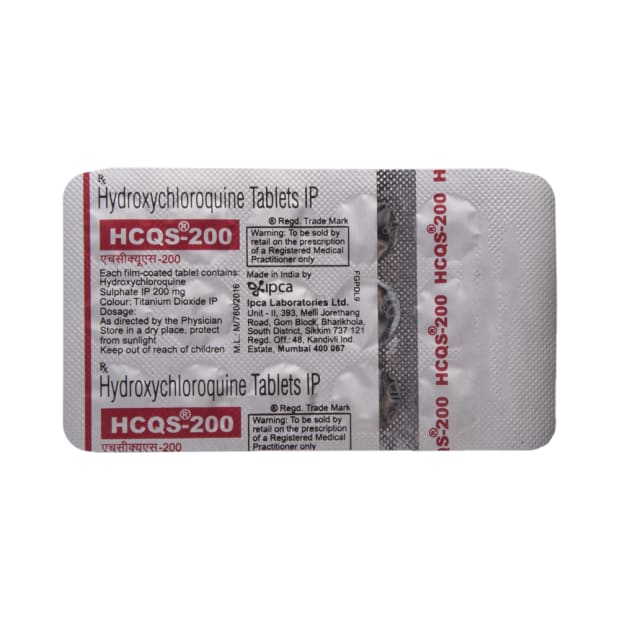 Rx
Hydroxychloroquine Tablets IP
® Regd. Trade Mark
HCQS®-200
एचसीक्यूएस-200
Warning: To be sold by
retail on the prescription
of a Registered Medical
Practitioner only
Each film-coated tablet contains:
Hydroxychloroquine
Sulphate IP 200 mg
Colour: Titanium Dioxide IP
Dosage:
As directed by the Physician
Store in a dry place, protect
from sunlight
Keep out of reach of children
M.L.: M/760/2016
Made in India by
ipca
Ipca Laboratories Ltd.
Unit - II, 393, Melli Jorethang
Road, Gom Block, Bharikhola,
South District, Sikkim 737 121
Regd. Off.: 48, Kandivli Ind
Estate, Mumbai 400 067
FGPDL9
Rx
Hydroxychloroquine Tablets IP
® Regd. Trade Mark
HCQS®-200
एचसीक्यूएस-200
Warning: To be sold by
retail on the prescription
of a Registered Medical
Practitioner only
HCQS®-200
HCQS®-200